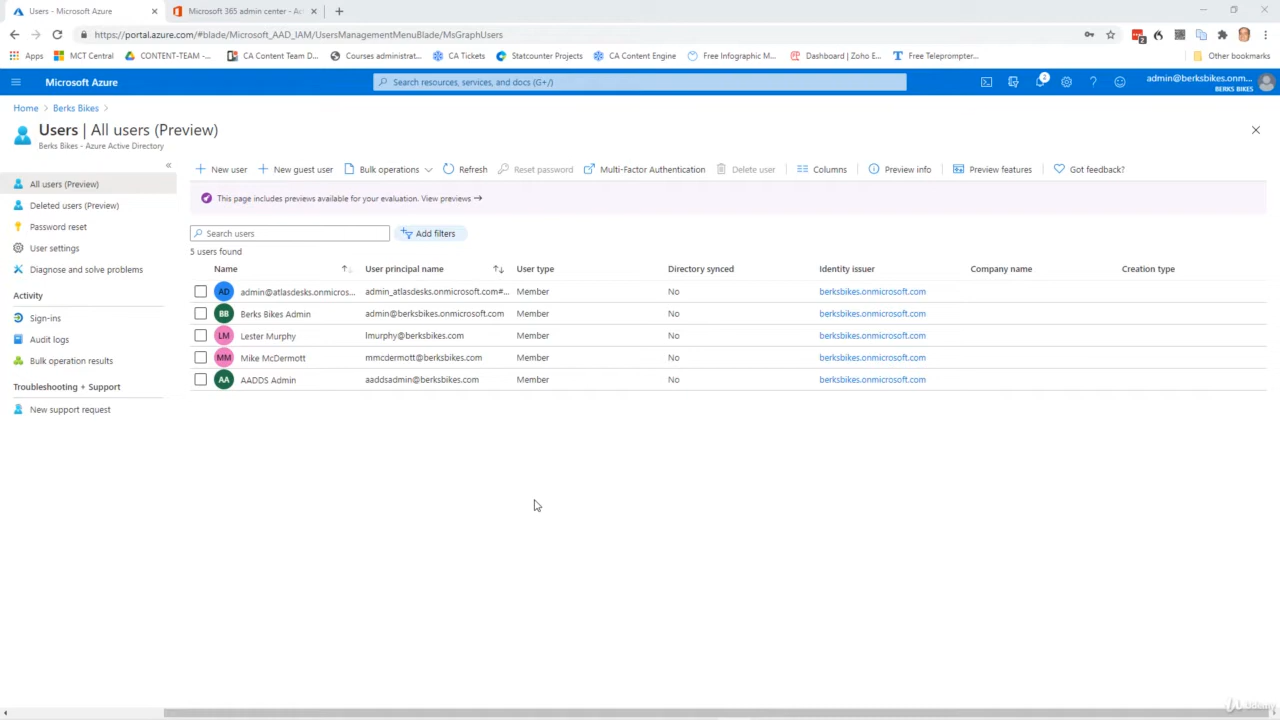 Users - Microsoft Azure
Microsoft 365 admin center - Ac
https://portal.azure.com/#blade/Microsoft_AAD_IAM/UsersManagementMenuBlade/MsGraphUsers
Apps MCT Central CONTENT-TEAM -... CA Content Team D... Courses administrat... CA Tickets Statcounter Projects CA Content Engine Free Infographic M... Dashboard | Zoho E... Free Teleprompter... Other bookmarks
Microsoft Azure
Search resources, services, and docs (G+/)
2
admin@berksbikes.onm...
BERKS BIKES
Home > Berks Bikes >
Users | All users (Preview)
Berks Bikes - Azure Active Directory
All users (Preview)
Deleted users (Preview)
Password reset
User settings
Diagnose and solve problems
Activity
Sign-ins
Audit logs
Bulk operation results
Troubleshooting + Support
New support request
New user New guest user Bulk operations Refresh Reset password Multi-Factor Authentication Delete user Columns Preview info Preview features Got feedback?
This page includes previews available for your evaluation. View previews →
Search users
Add filters
5 users found
Name User principal name User type Directory synced Identity issuer Company name Creation type
AD admin@atlasdesks.onmicros... admin_atlasdesks.onmicrosoft.com#... Member No berksbikes.onmicrosoft.com
BB Berks Bikes Admin admin@berksbikes.onmicrosoft.com Member No berksbikes.onmicrosoft.com
LM Lester Murphy lmurphy@berksbikes.com Member No berksbikes.onmicrosoft.com
MM Mike McDermott mmcdermott@berksbikes.com Member No berksbikes.onmicrosoft.com
AA AADDS Admin aaddsadmin@berksbikes.com Member No berksbikes.onmicrosoft.com
Udemy